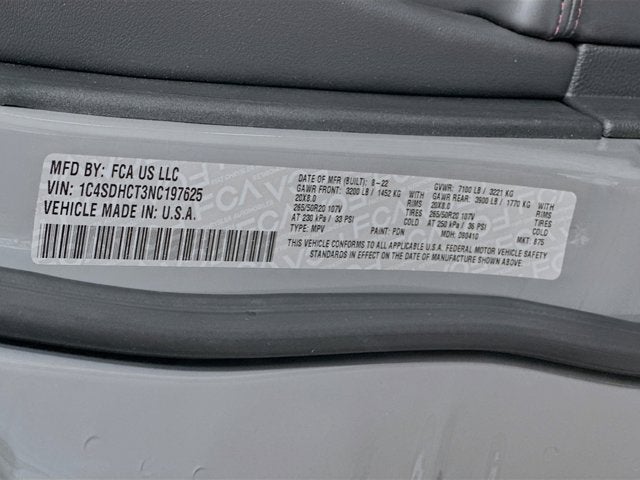 MFD BY: FCA US LLC
VIN: 1C4SDHCT3NC197625
VEHICLE MADE IN: U.S.A.
DATE OF MFR (BUILT): 8-22 GVWR: 7100 LB / 3221 KG
GAWR FRONT: 3200 LB / 1452 KG WITH GAWR REAR: 3900 LB / 1770 KG WITH
20X8.0 RIMS 20X8.0 RIMS
265/50R20 107V TIRES 265/50R20 107V TIRES
AT 230 kPa / 33 PSI COLD AT 250 kPa / 36 PSI COLD
TYPE: MPV PAINT: PDN MDH: 080410 MKT: 875
THIS VEHICLE CONFORMS TO ALL APPLICABLE U.S.A. FEDERAL MOTOR VEHICLE SAFETY
STANDARDS IN EFFECT ON THE DATE OF MANUFACTURE SHOWN ABOVE.